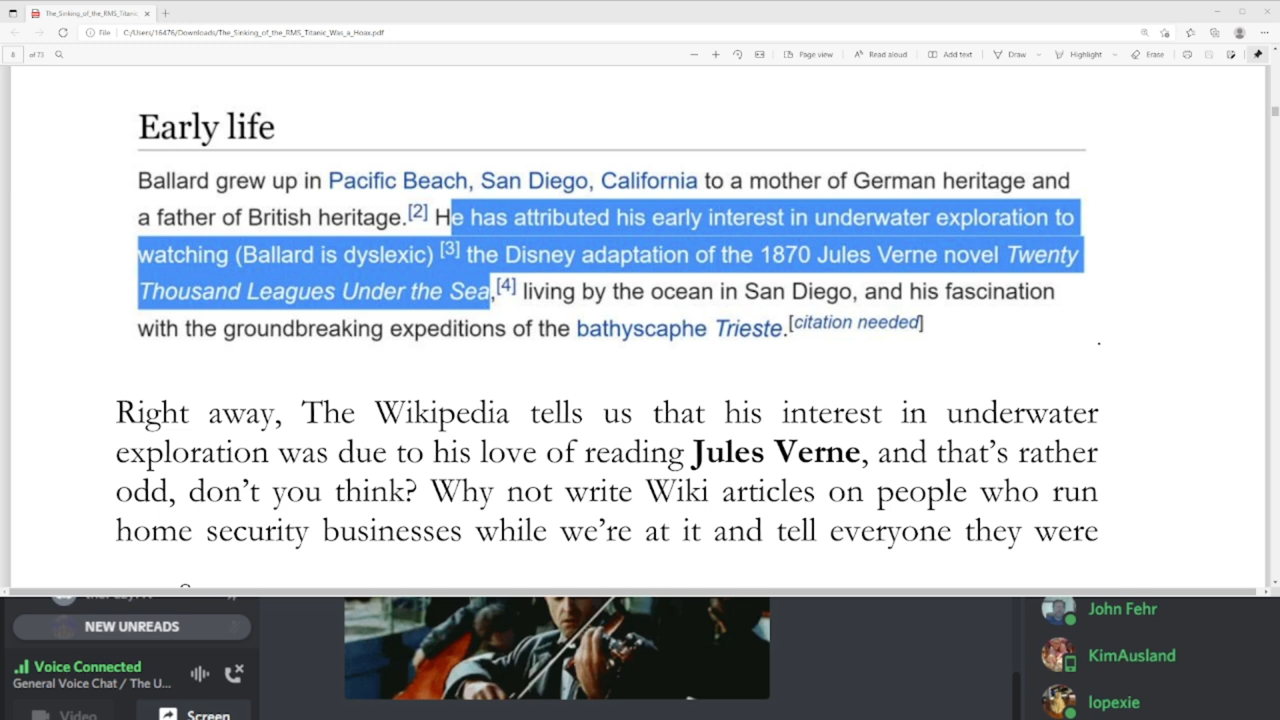 The_Sinking_of_the_RMS_Titanic
File
C:/Users/16476/Downloads/The_Sinking_of_the_RMS_Titanic_Was_a_Hoax.pdf
8 of 73
Page view
Read aloud
Add text
Draw
Highlight
Erase
Early life
Ballard grew up in Pacific Beach, San Diego, California to a mother of German heritage and
a father of British heritage.[2] He has attributed his early interest in underwater exploration to
watching (Ballard is dyslexic) [3] the Disney adaptation of the 1870 Jules Verne novel Twenty
Thousand Leagues Under the Sea,[4] living by the ocean in San Diego, and his fascination
with the groundbreaking expeditions of the bathyscaphe Trieste.[citation needed]
Right away, The Wikipedia tells us that his interest in underwater
exploration was due to his love of reading Jules Verne, and that’s rather
odd, don’t you think? Why not write Wiki articles on people who run
home security businesses while we’re at it and tell everyone they were
NEW UNREADS
Voice Connected
General Voice Chat / The U...
Video
Screen
John Fehr
KimAusland
lopexie